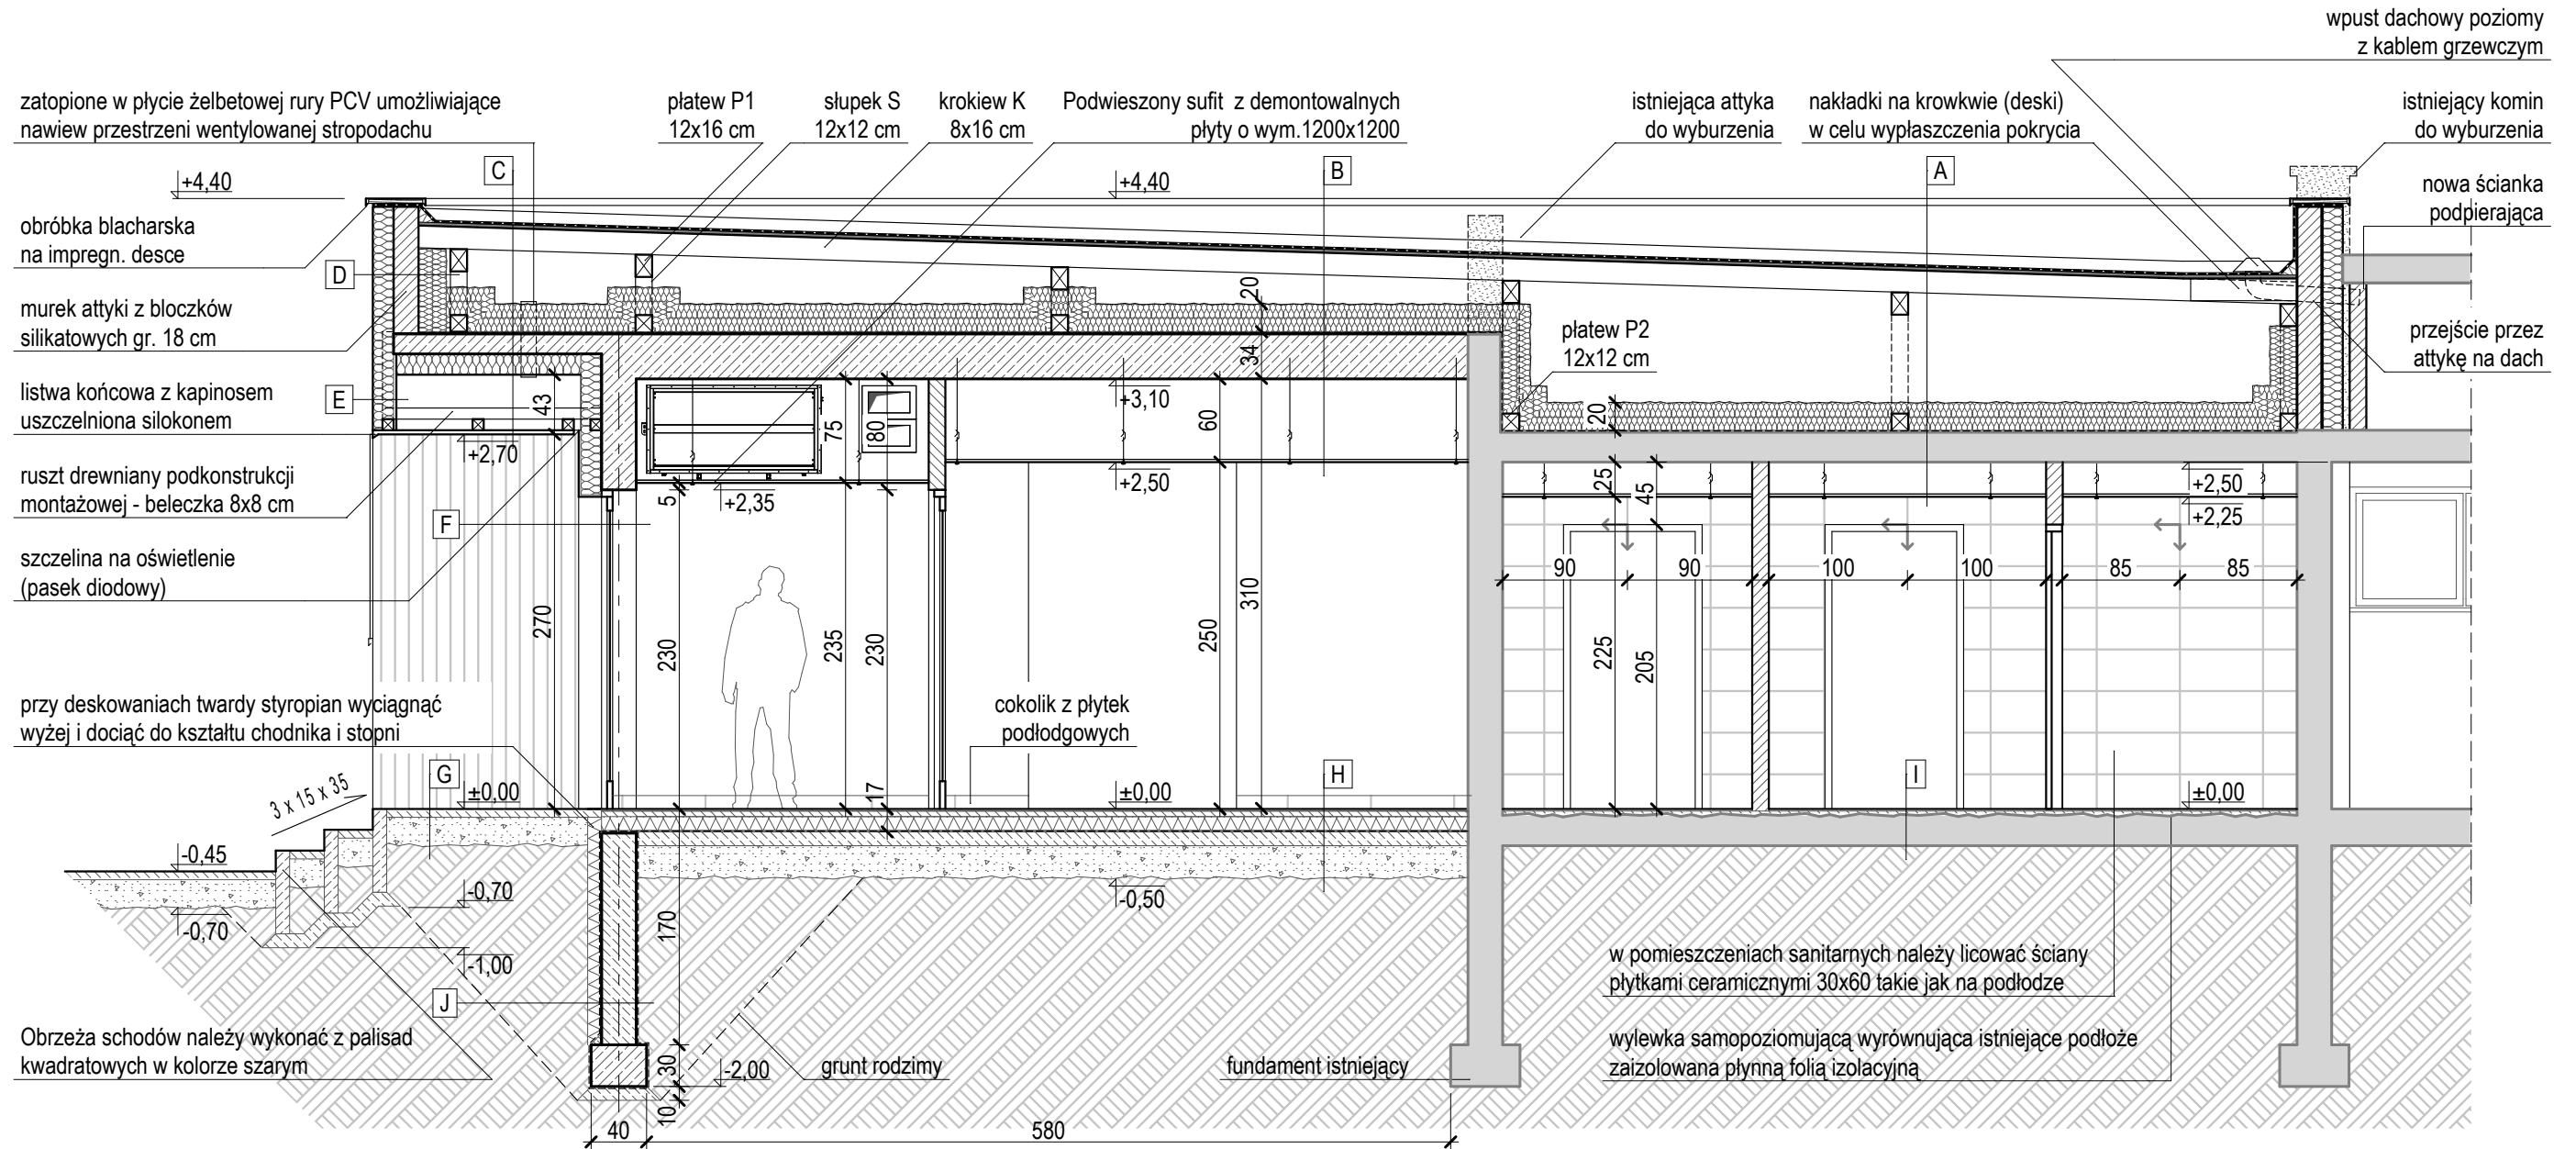 wpust dachowy poziomy
z kablem grzewczym
zatopione w płycie żelbetowej rury PCV umożliwiające
nawiew przestrzeni wentylowanej stropodachu
płatew P1
12x16 cm
słupek S
12x12 cm
krokiew K
8x16 cm
Podwieszony sufit z demontowalnych
płyty o wym.1200x1200
istniejąca attyka
do wyburzenia
nakładki na krowkwie (deski)
w celu wypłaszczenia pokrycia
istniejący komin
do wyburzenia
C
B
A
+4,40
+4,40
nowa ścianka
podpierająca
obróbka blacharska
na impregn. desce
D
murek attyki z bloczków
silikatowych gr. 18 cm
20
34
płatew P2
12x12 cm
przejście przez
attykę na dach
listwa końcowa z kapinosem
uszczelniona silokonem
E
43
75
80
+3,10
60
20
+2,70
+2,50
25
45
+2,50
ruszt drewniany podkonstrukcji
montażowej - beleczka 8x8 cm
5
+2,35
+2,25
F
szczelina na oświetlenie
(pasek diodowy)
90
90
100
100
85
85
270
230
235
230
250
310
225
205
przy deskowaniach twardy styropian wyciągnąć
wyżej i dociąć do kształtu chodnika i stopni
cokolik z płytek
podłodgowych
G
H
I
3 x 15 x 35
±0,00
17
±0,00
±0,00
-0,45
-0,70
-0,70
-0,50
-1,00
170
J
w pomieszczeniach sanitarnych należy licować ściany
płytkami ceramicznymi 30x60 takie jak na podłodze
Obrzeża schodów należy wykonać z palisad
kwadratowych w kolorze szarym
30
-2,00
grunt rodzimy
fundament istniejący
wylewka samopoziomującą wyrównująca istniejące podłoże
zaizolowana płynną folią izolacyjną
10
40
580